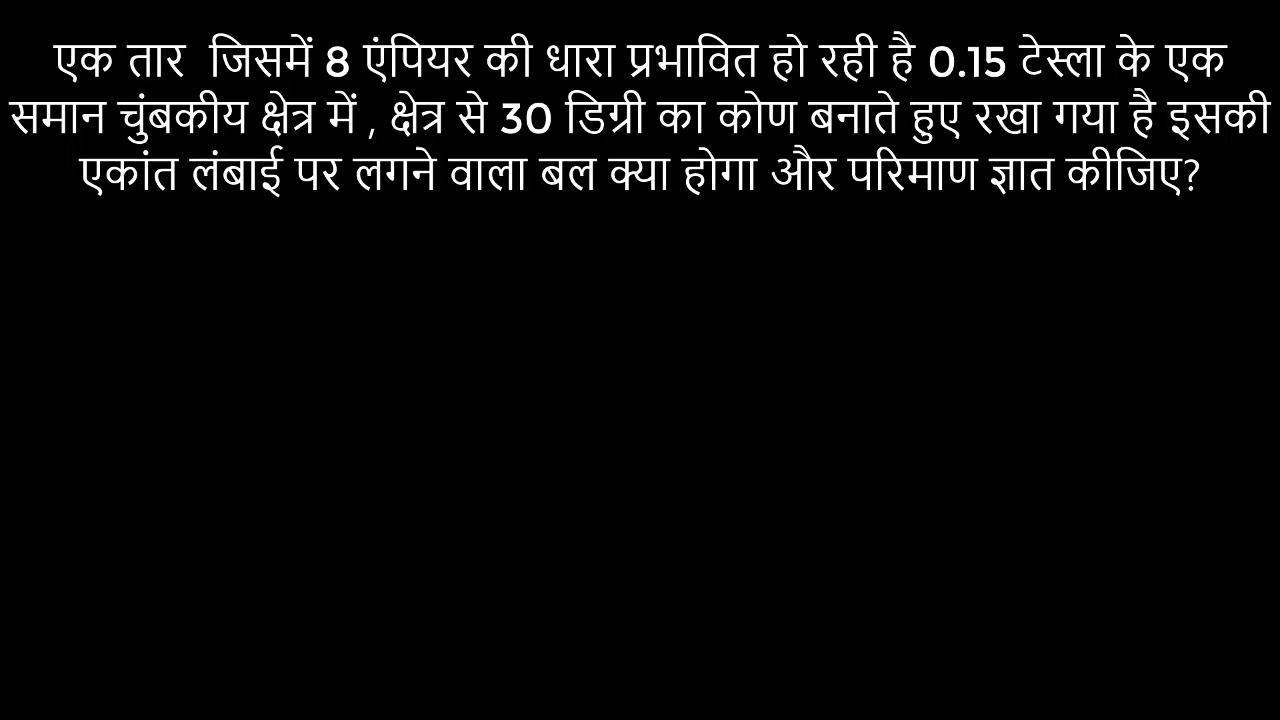 एक तार जिसमें 8 एंपियर की धारा प्रभावित हो रही है 0.15 टेस्ला के एक
समान चुंबकीय क्षेत्र में , क्षेत्र से 30 डिग्री का कोण बनाते हुए रखा गया है इसकी
एकांत लंबाई पर लगने वाला बल क्या होगा और परिमाण ज्ञात कीजिए?